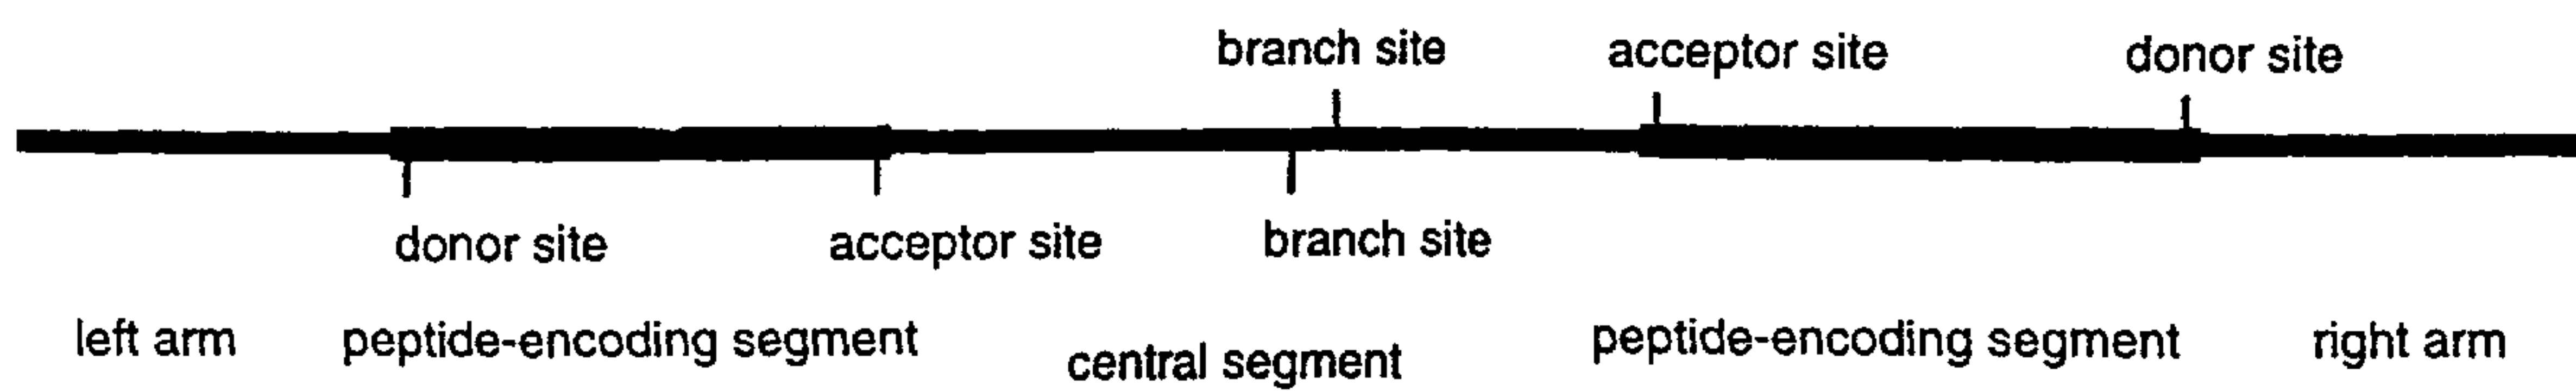 branch site acceptor site donor site
donor site acceptor site branch site
left arm peptide-encoding segment central segment peptide-encoding segment right arm